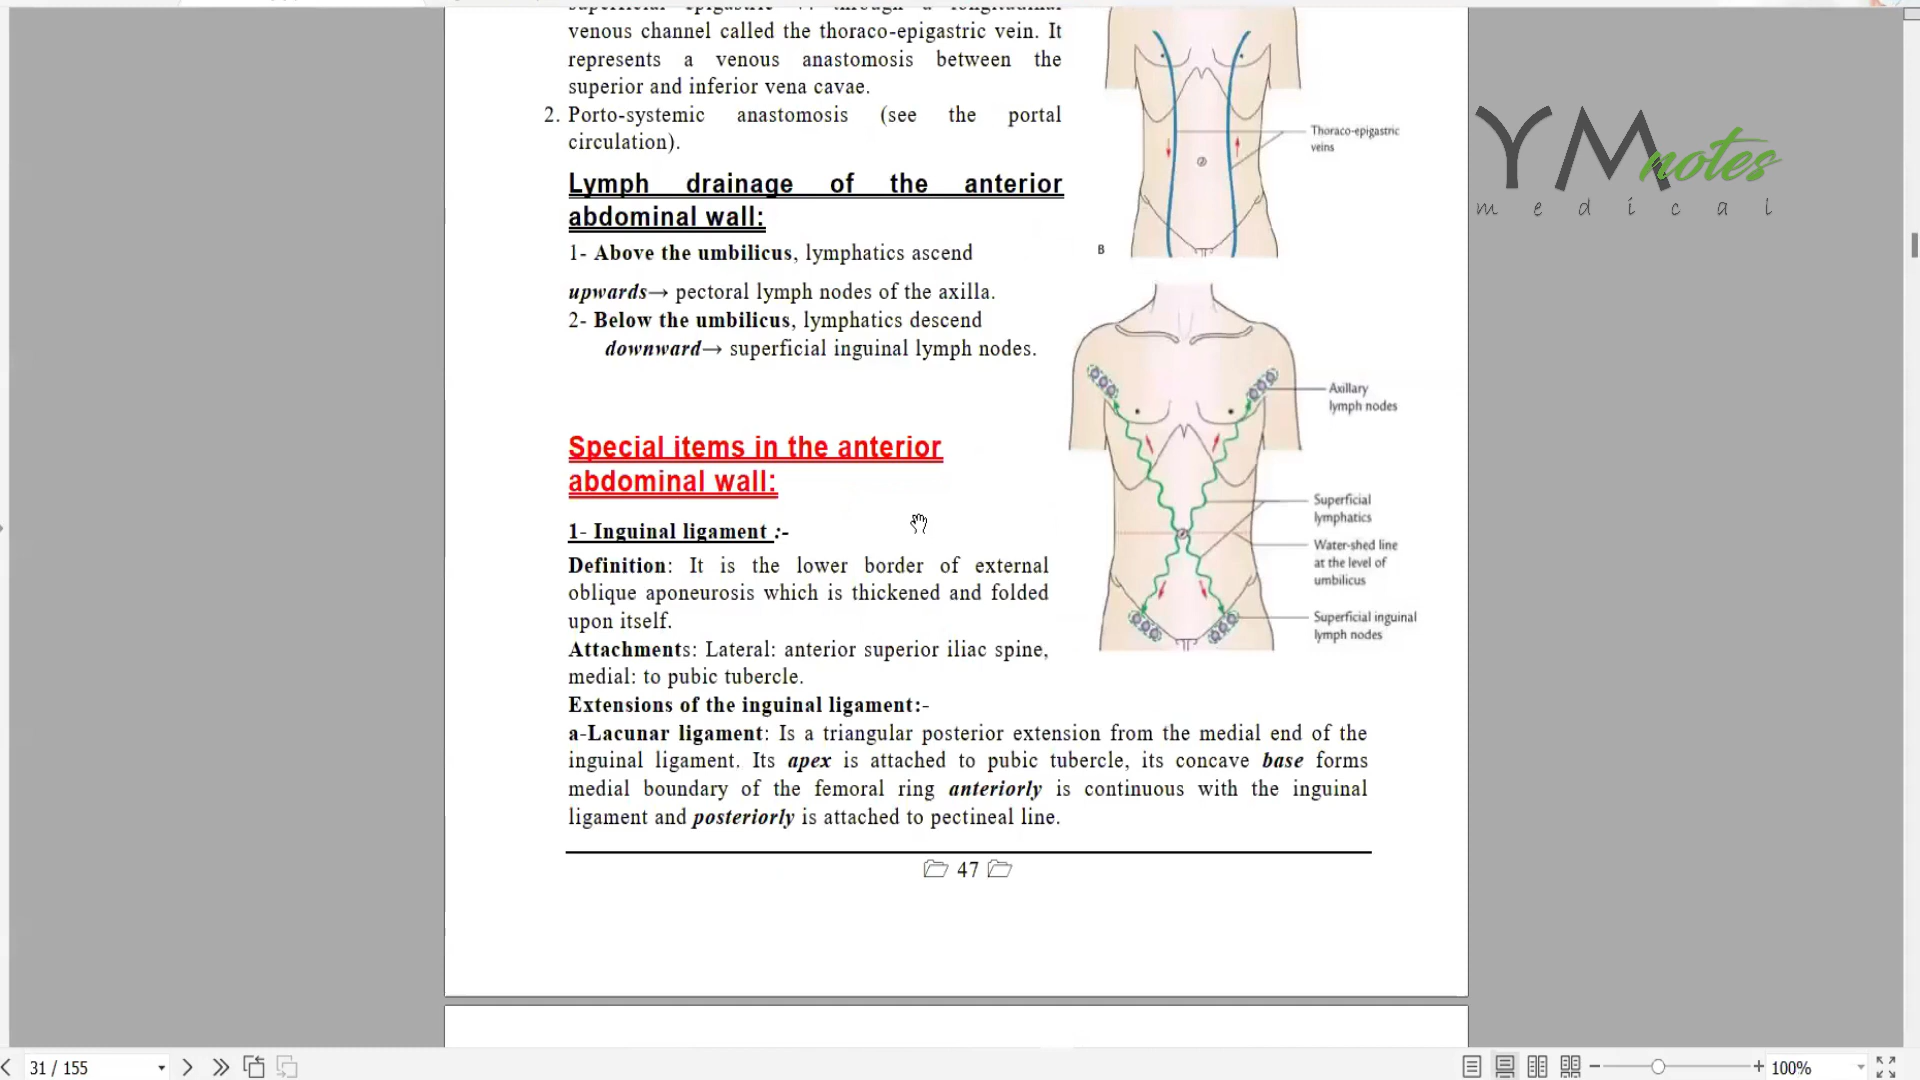 venous channel called the thoraco-epigastric vein. It
represents a venous anastomosis between the
superior and inferior vena cavae.
2. Porto-systemic anastomosis (see the portal
circulation).
Lymph drainage of the anterior
abdominal wall:
1- Above the umbilicus, lymphatics ascend
upwards→ pectoral lymph nodes of the axilla.
2- Below the umbilicus, lymphatics descend
downward→ superficial inguinal lymph nodes.
Special items in the anterior
abdominal wall:
1- Inguinal ligament :-
Definition: It is the lower border of external
oblique aponeurosis which is thickened and folded
upon itself.
Attachments: Lateral: anterior superior iliac spine,
medial: to pubic tubercle.
Extensions of the inguinal ligament:-
a-Lacunar ligament: Is a triangular posterior extension from the medial end of the
inguinal ligament. Its apex is attached to pubic tubercle, its concave base forms
medial boundary of the femoral ring anteriorly is continuous with the inguinal
ligament and posteriorly is attached to pectineal line.
47
Thoraco-epigastric
veins
B
Axillary
lymph nodes
Superficial
lymphatics
Water-shed line
at the level of
umbilicus
Superficial inguinal
lymph nodes
YM notes
medical
31 / 155
100%